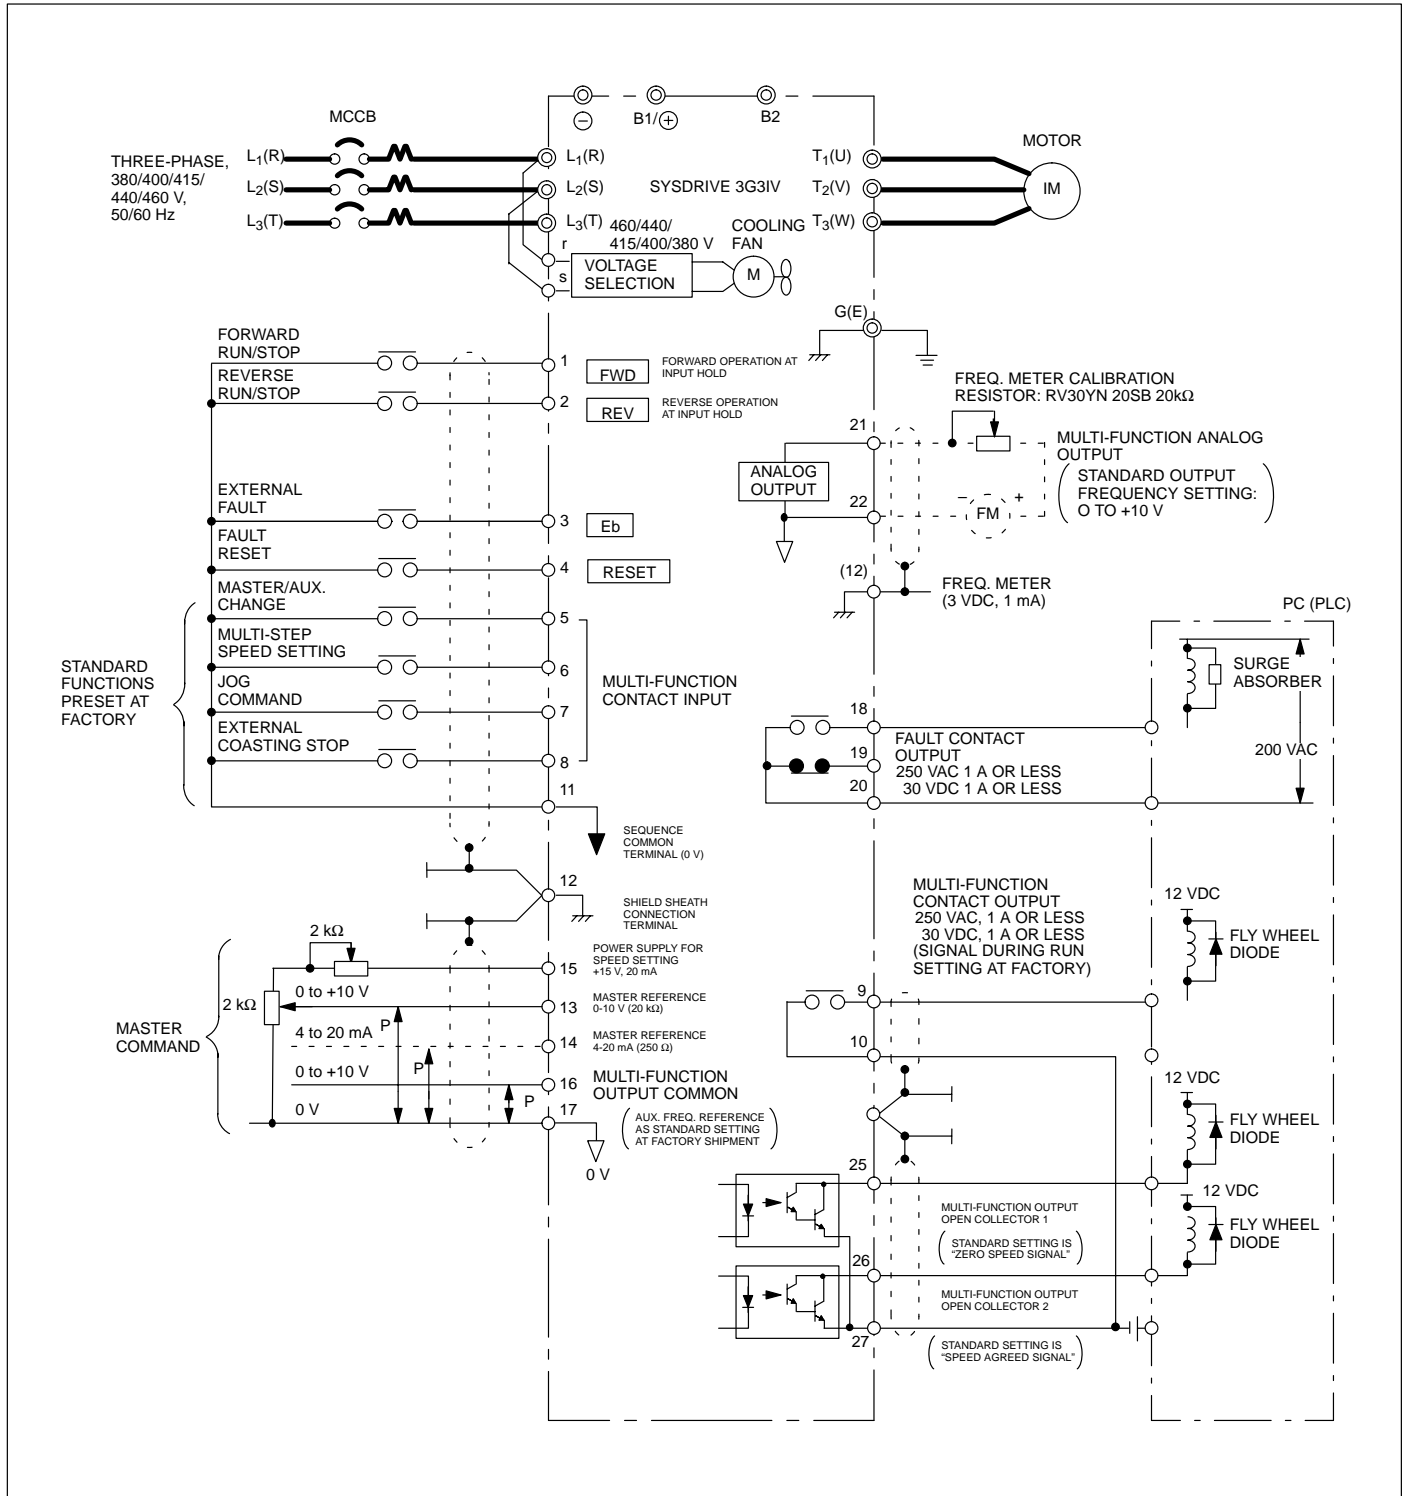 MCCB
B1/+
B2
MOTOR
THREE-PHASE,
380/400/415/
440/460 V,
50/60 Hz
L1(R)
L2(S)
L3(T)
L1(R)
L2(S)
L3(T)
SYSDRIVE 3G3IV
T1(U)
T2(V)
T3(W)
IM
460/440/
415/400/380 V
COOLING
FAN
r
s
VOLTAGE
SELECTION
M
G(E)
FORWARD
RUN/STOP
1
FWD
FORWARD OPERATION AT
INPUT HOLD
REVERSE
RUN/STOP
2
REV
REVERSE OPERATION
AT INPUT HOLD
FREQ. METER CALIBRATION
RESISTOR: RV30YN 20SB 20kΩ
21
MULTI-FUNCTION ANALOG
OUTPUT
STANDARD OUTPUT
FREQUENCY SETTING:
O TO +10 V
ANALOG
OUTPUT
22
–
FM
+
EXTERNAL
FAULT
3
Eb
FAULT
RESET
4
RESET
(12)
FREQ. METER
(3 VDC, 1 mA)
PC (PLC)
MASTER/AUX.
CHANGE
5
MULTI-STEP
SPEED SETTING
6
JOG
COMMAND
7
EXTERNAL
COASTING STOP
8
11
STANDARD
FUNCTIONS
PRESET AT
FACTORY
MULTI-FUNCTION
CONTACT INPUT
SURGE
ABSORBER
200 VAC
18
19
20
FAULT CONTACT
OUTPUT
250 VAC 1 A OR LESS
30 VDC 1 A OR LESS
SEQUENCE
COMMON
TERMINAL (0 V)
12
SHIELD SHEATH
CONNECTION
TERMINAL
MULTI-FUNCTION
CONTACT OUTPUT
250 VAC, 1 A OR LESS
30 VDC, 1 A OR LESS
(SIGNAL DURING RUN
SETTING AT FACTORY)
12 VDC
FLY WHEEL
DIODE
2 kΩ
15
POWER SUPPLY FOR
SPEED SETTING
+15 V, 20 mA
2 kΩ
0 to +10 V
P
13
MASTER REFERENCE
0-10 V (20 kΩ)
MASTER
COMMAND
4 to 20 mA
P
14
MASTER REFERENCE
4-20 mA (250 Ω)
0 to +10 V
P
16
MULTI-FUNCTION
OUTPUT COMMON
0 V
17
AUX. FREQ. REFERENCE
AS STANDARD SETTING
AT FACTORY SHIPMENT
0 V
9
10
12 VDC
FLY WHEEL
DIODE
25
MULTI-FUNCTION OUTPUT
OPEN COLLECTOR 1
STANDARD SETTING IS
"ZERO SPEED SIGNAL"
12 VDC
FLY WHEEL
DIODE
26
MULTI-FUNCTION OUTPUT
OPEN COLLECTOR 2
27
STANDARD SETTING IS
"SPEED AGREED SIGNAL"